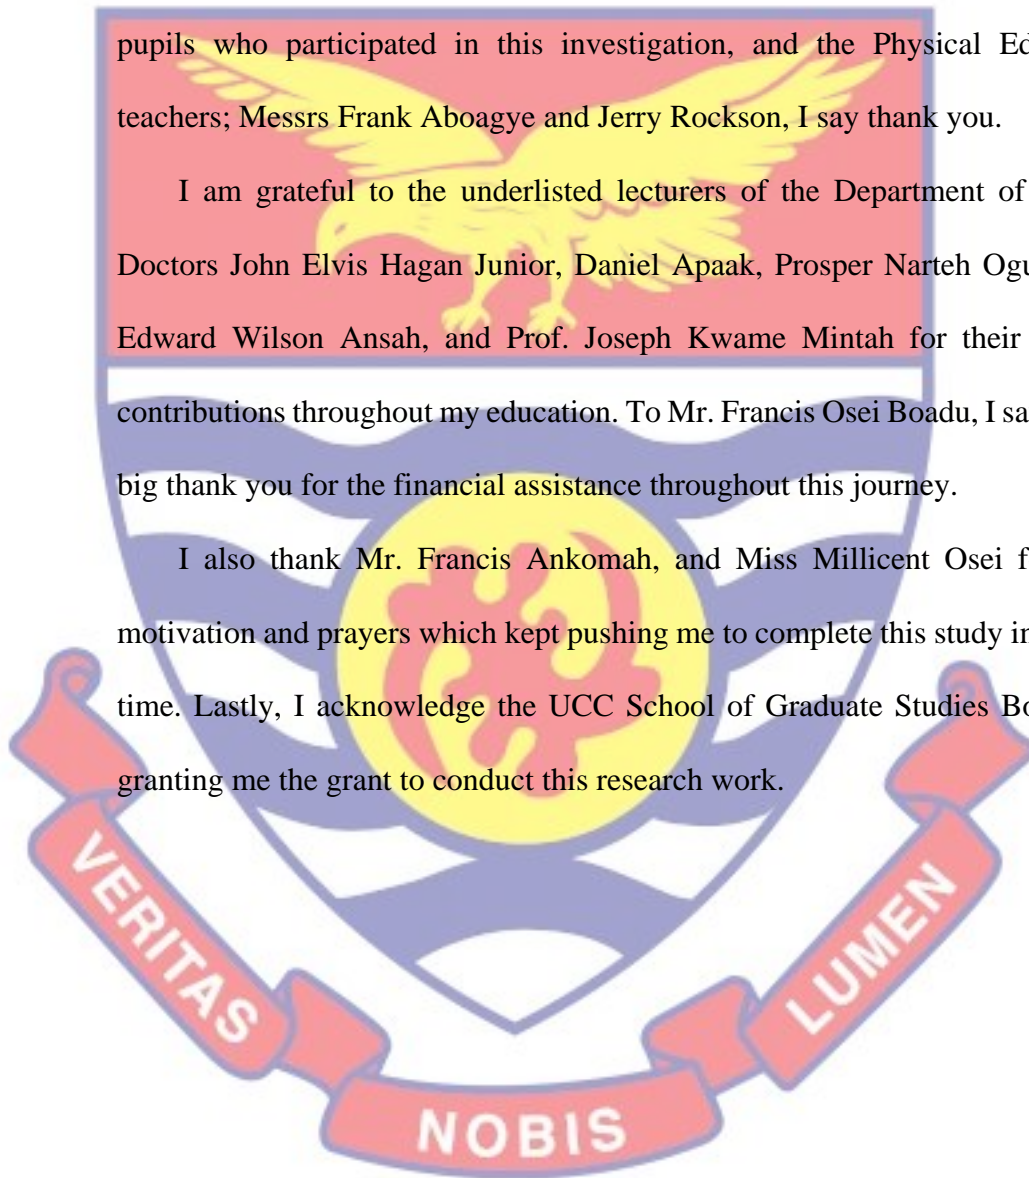 pupils who participated in this investigation, and the Physical Ed
teachers; Messrs Frank Aboagye and Jerry Rockson, I say thank you.
I am grateful to the underlisted lecturers of the Department of
Doctors John Elvis Hagan Junior, Daniel Apaak, Prosper Narteh Ogu
Edward Wilson Ansah, and Prof. Joseph Kwame Mintah for their
contributions throughout my education. To Mr. Francis Osei Boadu, I sa
big thank you for the financial assistance throughout this journey.
I also thank Mr. Francis Ankomah, and Miss Millicent Osei f
motivation and prayers which kept pushing me to complete this study in
time. Lastly, I acknowledge the UCC School of Graduate Studies Bo
granting me the grant to conduct this research work.
VERITAS
NOBIS
LUMEN